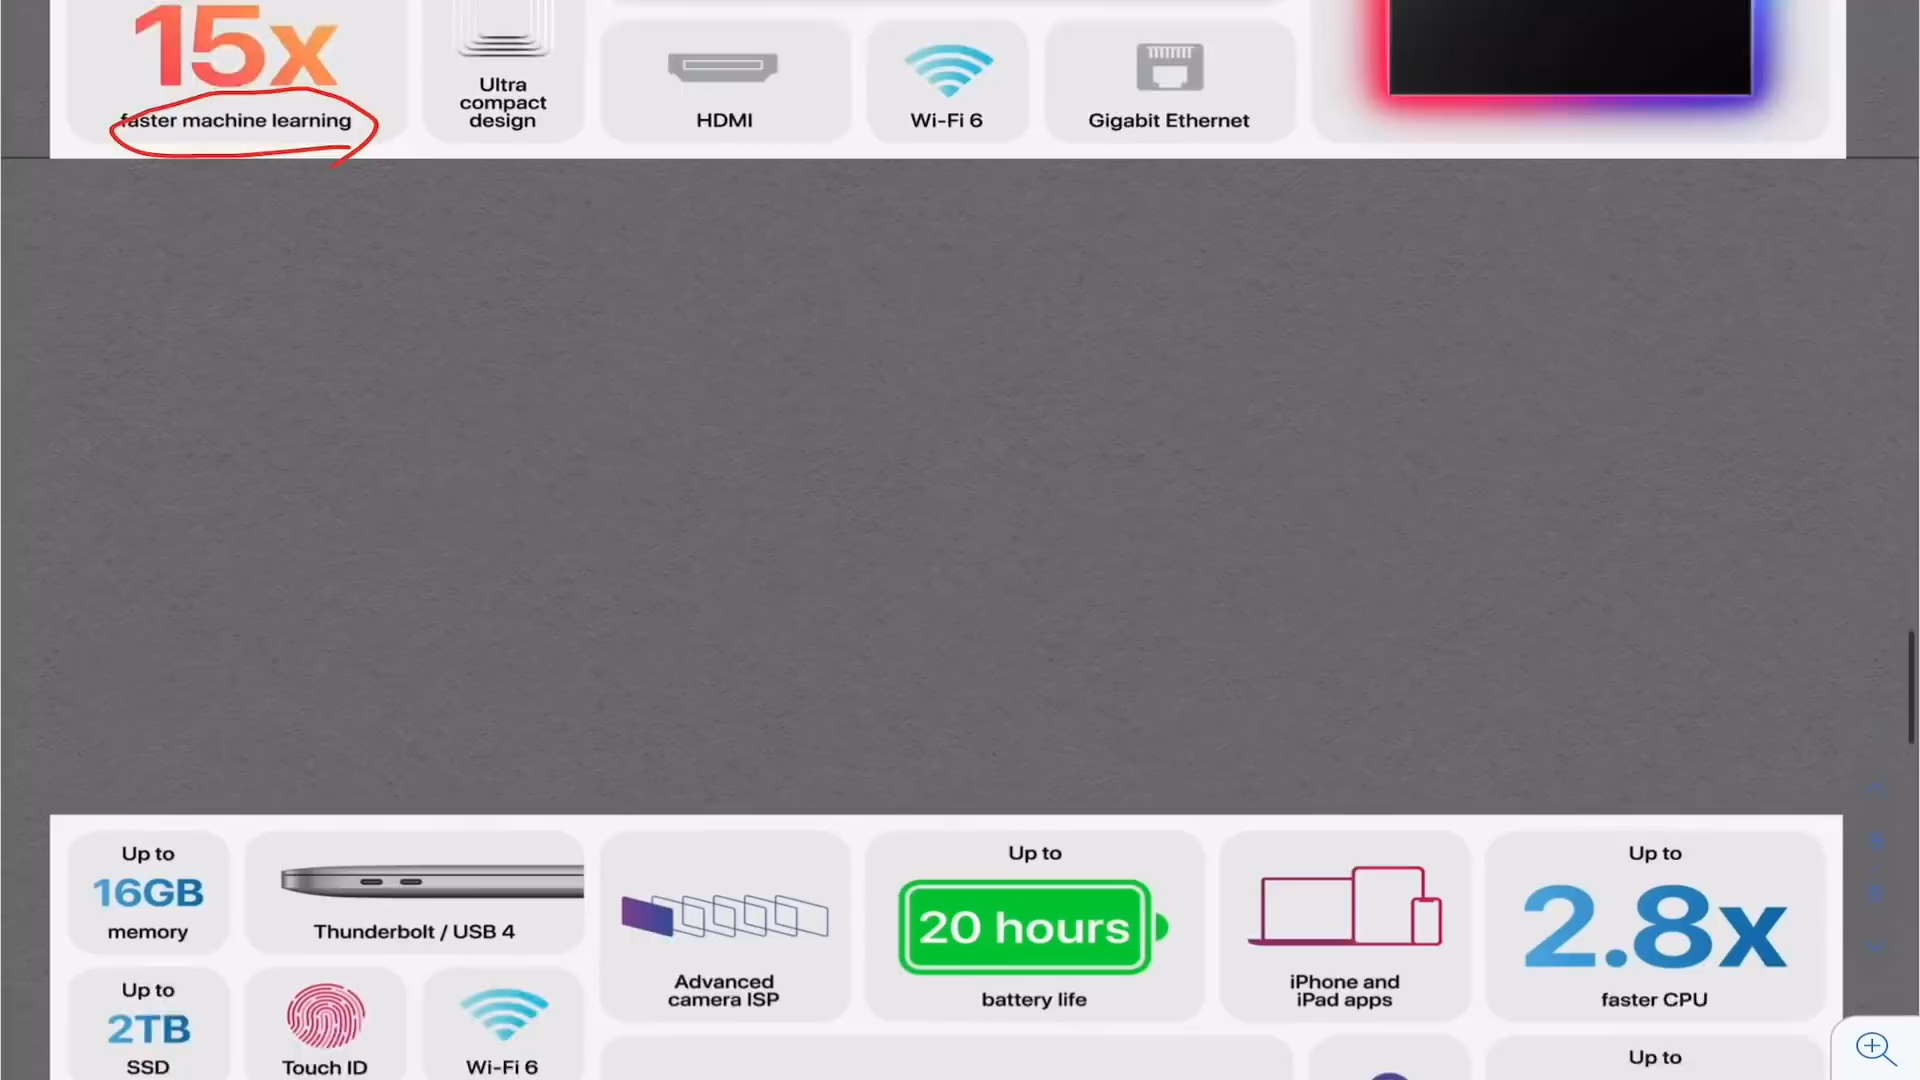 15x
faster machine learning
Ultra
compact
design
HDMI
Wi-Fi 6
Gigabit Ethernet
Up to
16GB
memory
Thunderbolt / USB 4
Advanced
camera ISP
Up to
20 hours
battery life
iPhone and
iPad apps
Up to
2.8x
faster CPU
Up to
2TB
SSD
Touch ID
Wi-Fi 6
Up to